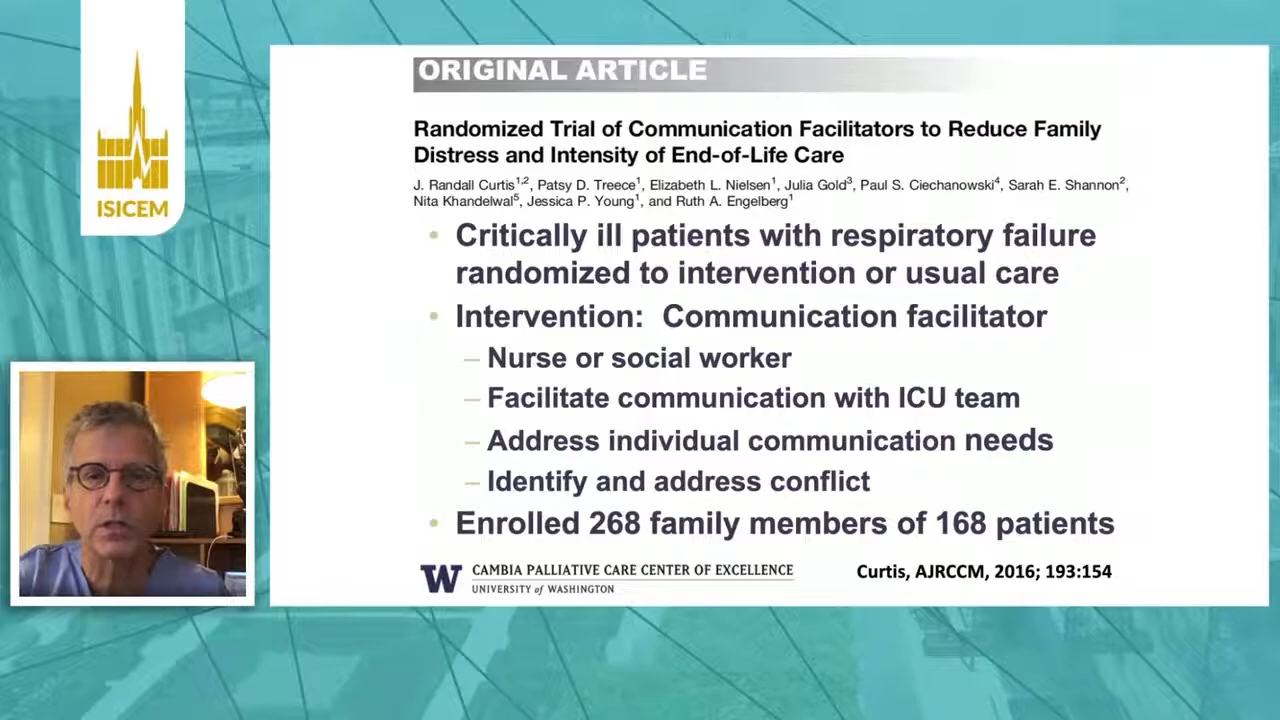 ISICEM
ORIGINAL ARTICLE
Randomized Trial of Communication Facilitators to Reduce Family
Distress and Intensity of End-of-Life Care
J. Randall Curtis1,2, Patsy D. Treece1, Elizabeth L. Nielsen1, Julia Gold3, Paul S. Ciechanowski4, Sarah E. Shannon2,
Nita Khandelwal5, Jessica P. Young1, and Ruth A. Engelberg1
• Critically ill patients with respiratory failure
randomized to intervention or usual care
• Intervention: Communication facilitator
– Nurse or social worker
– Facilitate communication with ICU team
– Address individual communication needs
– Identify and address conflict
• Enrolled 268 family members of 168 patients
W CAMBIA PALLIATIVE CARE CENTER OF EXCELLENCE
UNIVERSITY of WASHINGTON
Curtis, AJRCCM, 2016; 193:154